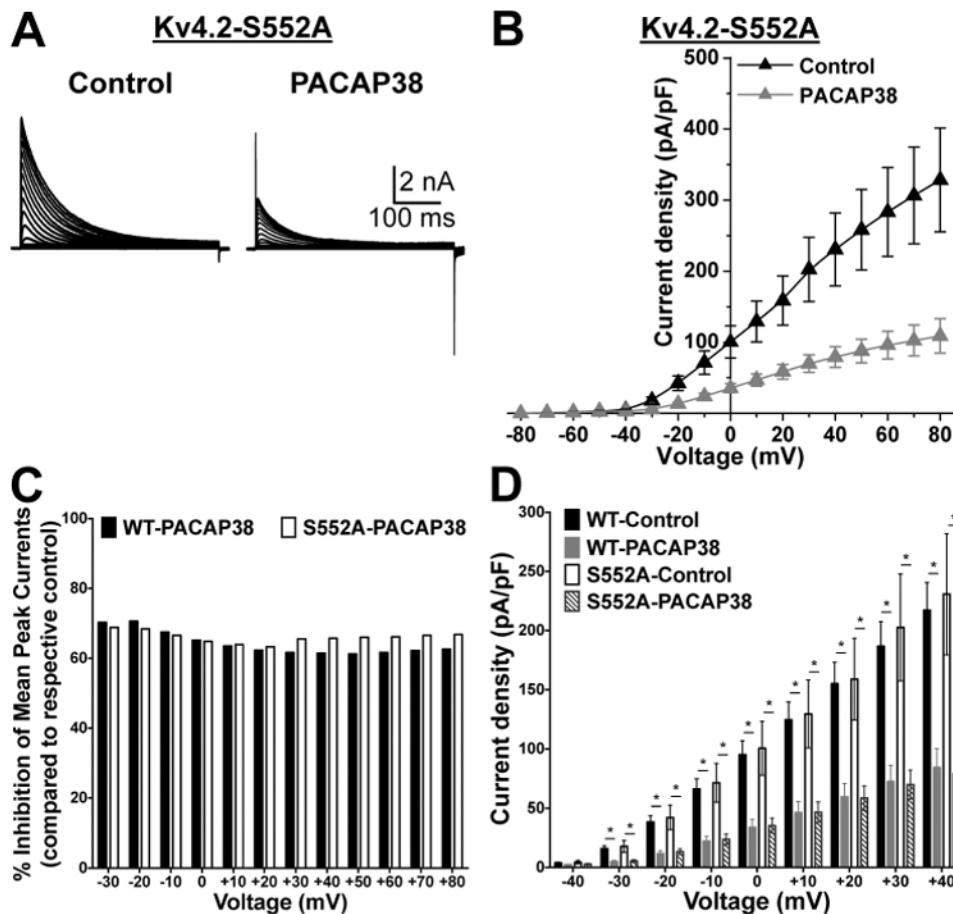 A
Kv4.2-S552A
Control
PACAP38
2 nA
100 ms
B
Kv4.2-S552A
Control
PACAP38
Current density (pA/pF)
500
400
300
200
100
-80 -60 -40 -20 0 20 40 60 80
Voltage (mV)
C
WT-PACAP38 S552A-PACAP38
% Inhibition of Mean Peak Currents
(compared to respective control)
100
80
60
40
20
0
-30 -20 -10 0 +10 +20 +30 +40 +50 +60 +70 +80
Voltage (mV)
D
WT-Control
WT-PACAP38
S552A-Control
S552A-PACAP38
Current density (pA/pF)
300
250
200
150
100
50
0
* * * * * * * * * * * * * * * *
-40 -30 -20 -10 0 +10 +20 +30 +40
Voltage (mV)